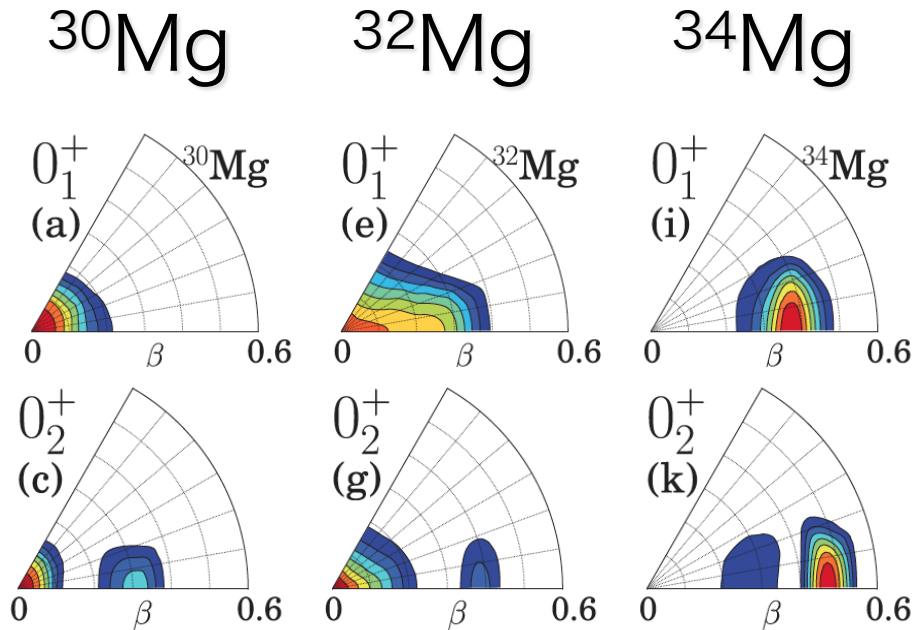 ³⁰Mg ³²Mg ³⁴Mg
0⁺₁ ³⁰Mg 0⁺₁ ³²Mg 0⁺₁ ³⁴Mg
(a) (e) (i)
0 β 0.6 0 β 0.6 0 β 0.6
0⁺₂ 0⁺₂ 0⁺₂
(c) (g) (k)
0 β 0.6 0 β 0.6 0 β 0.6